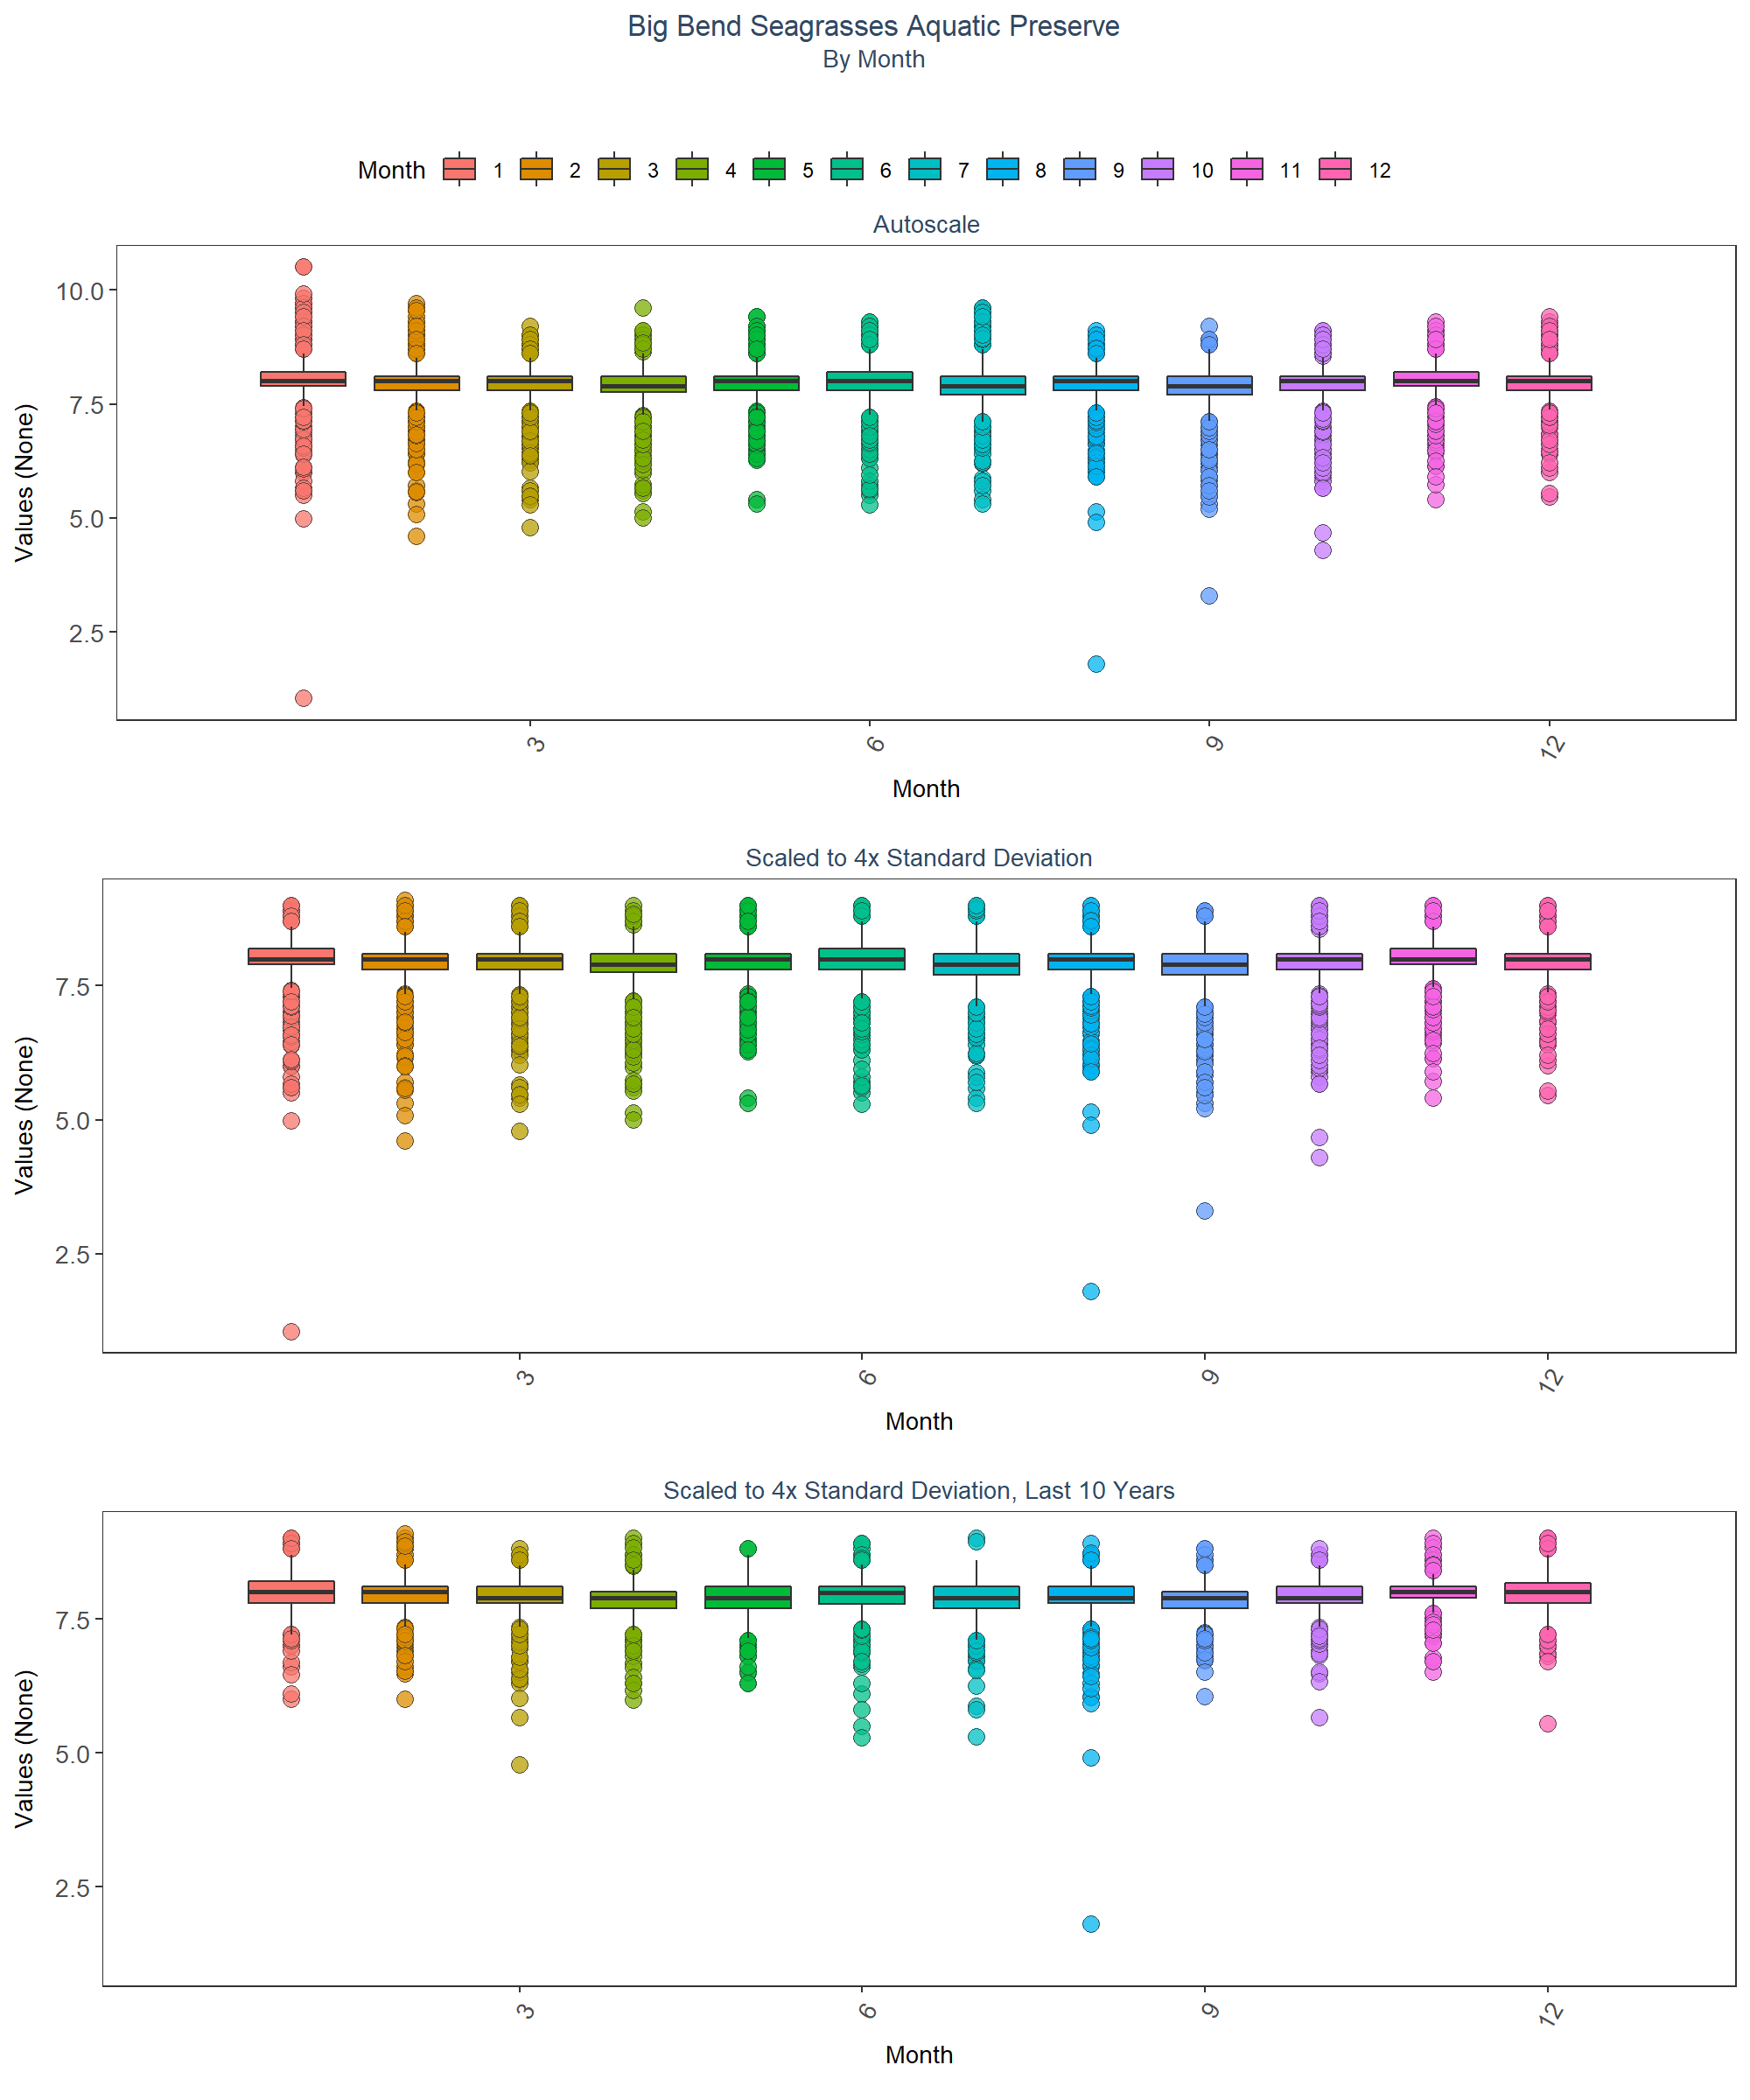 Big Bend Seagrasses Aquatic Preserve
By Month
Month 1 2 3 4 5 6 7 8 9 10 11 12
Autoscale
Values (None)
10.0
7.5
5.0
2.5
3 6 9 12
Month
Scaled to 4x Standard Deviation
Values (None)
7.5
5.0
2.5
3 6 9 12
Month
Scaled to 4x Standard Deviation, Last 10 Years
Values (None)
7.5
5.0
2.5
3 6 9 12
Month